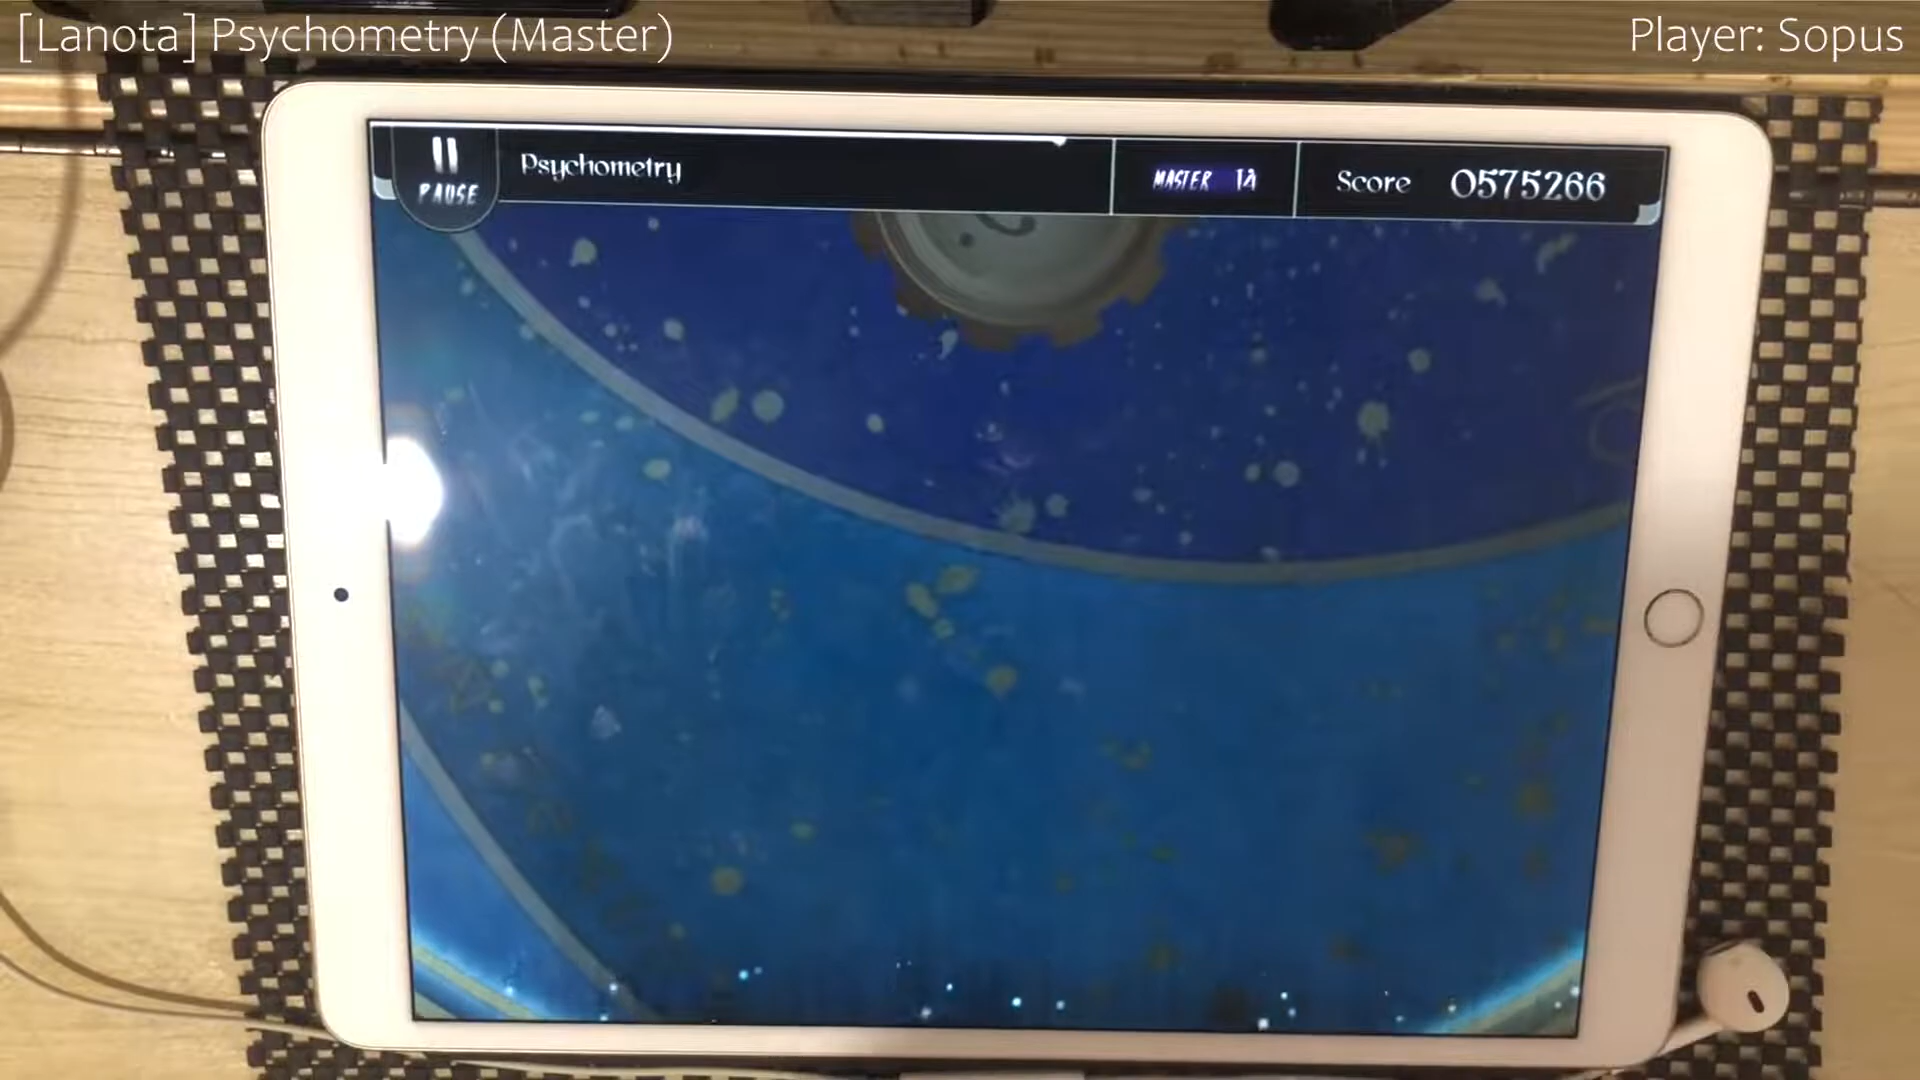 [Lanota] Psychometry (Master)
Player: Sopus
PAUSE
Psychometry
MASTER 14
Score 0575266